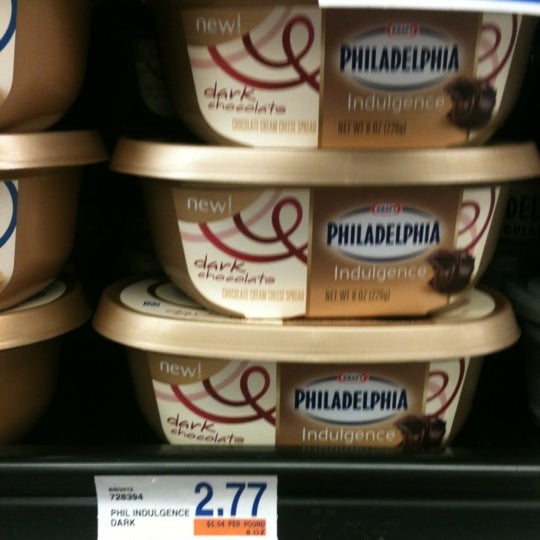 new!
KRAFT
PHILADELPHIA
Indulgence
dark
chocolate
CHOCOLATE CREAM CHEESE SPREAD
NET WT 8 OZ (226g)
new!
KRAFT
PHILADELPHIA
Indulgence
dark
chocolate
CHOCOLATE CREAM CHEESE SPREAD
NET WT 8 OZ (226g)
new!
KRAFT
PHILADELPHIA
Indulgence
dark
chocolate
728394
PHIL INDULGENCE
DARK
2.77
$5.54 PER POUND
8 OZ